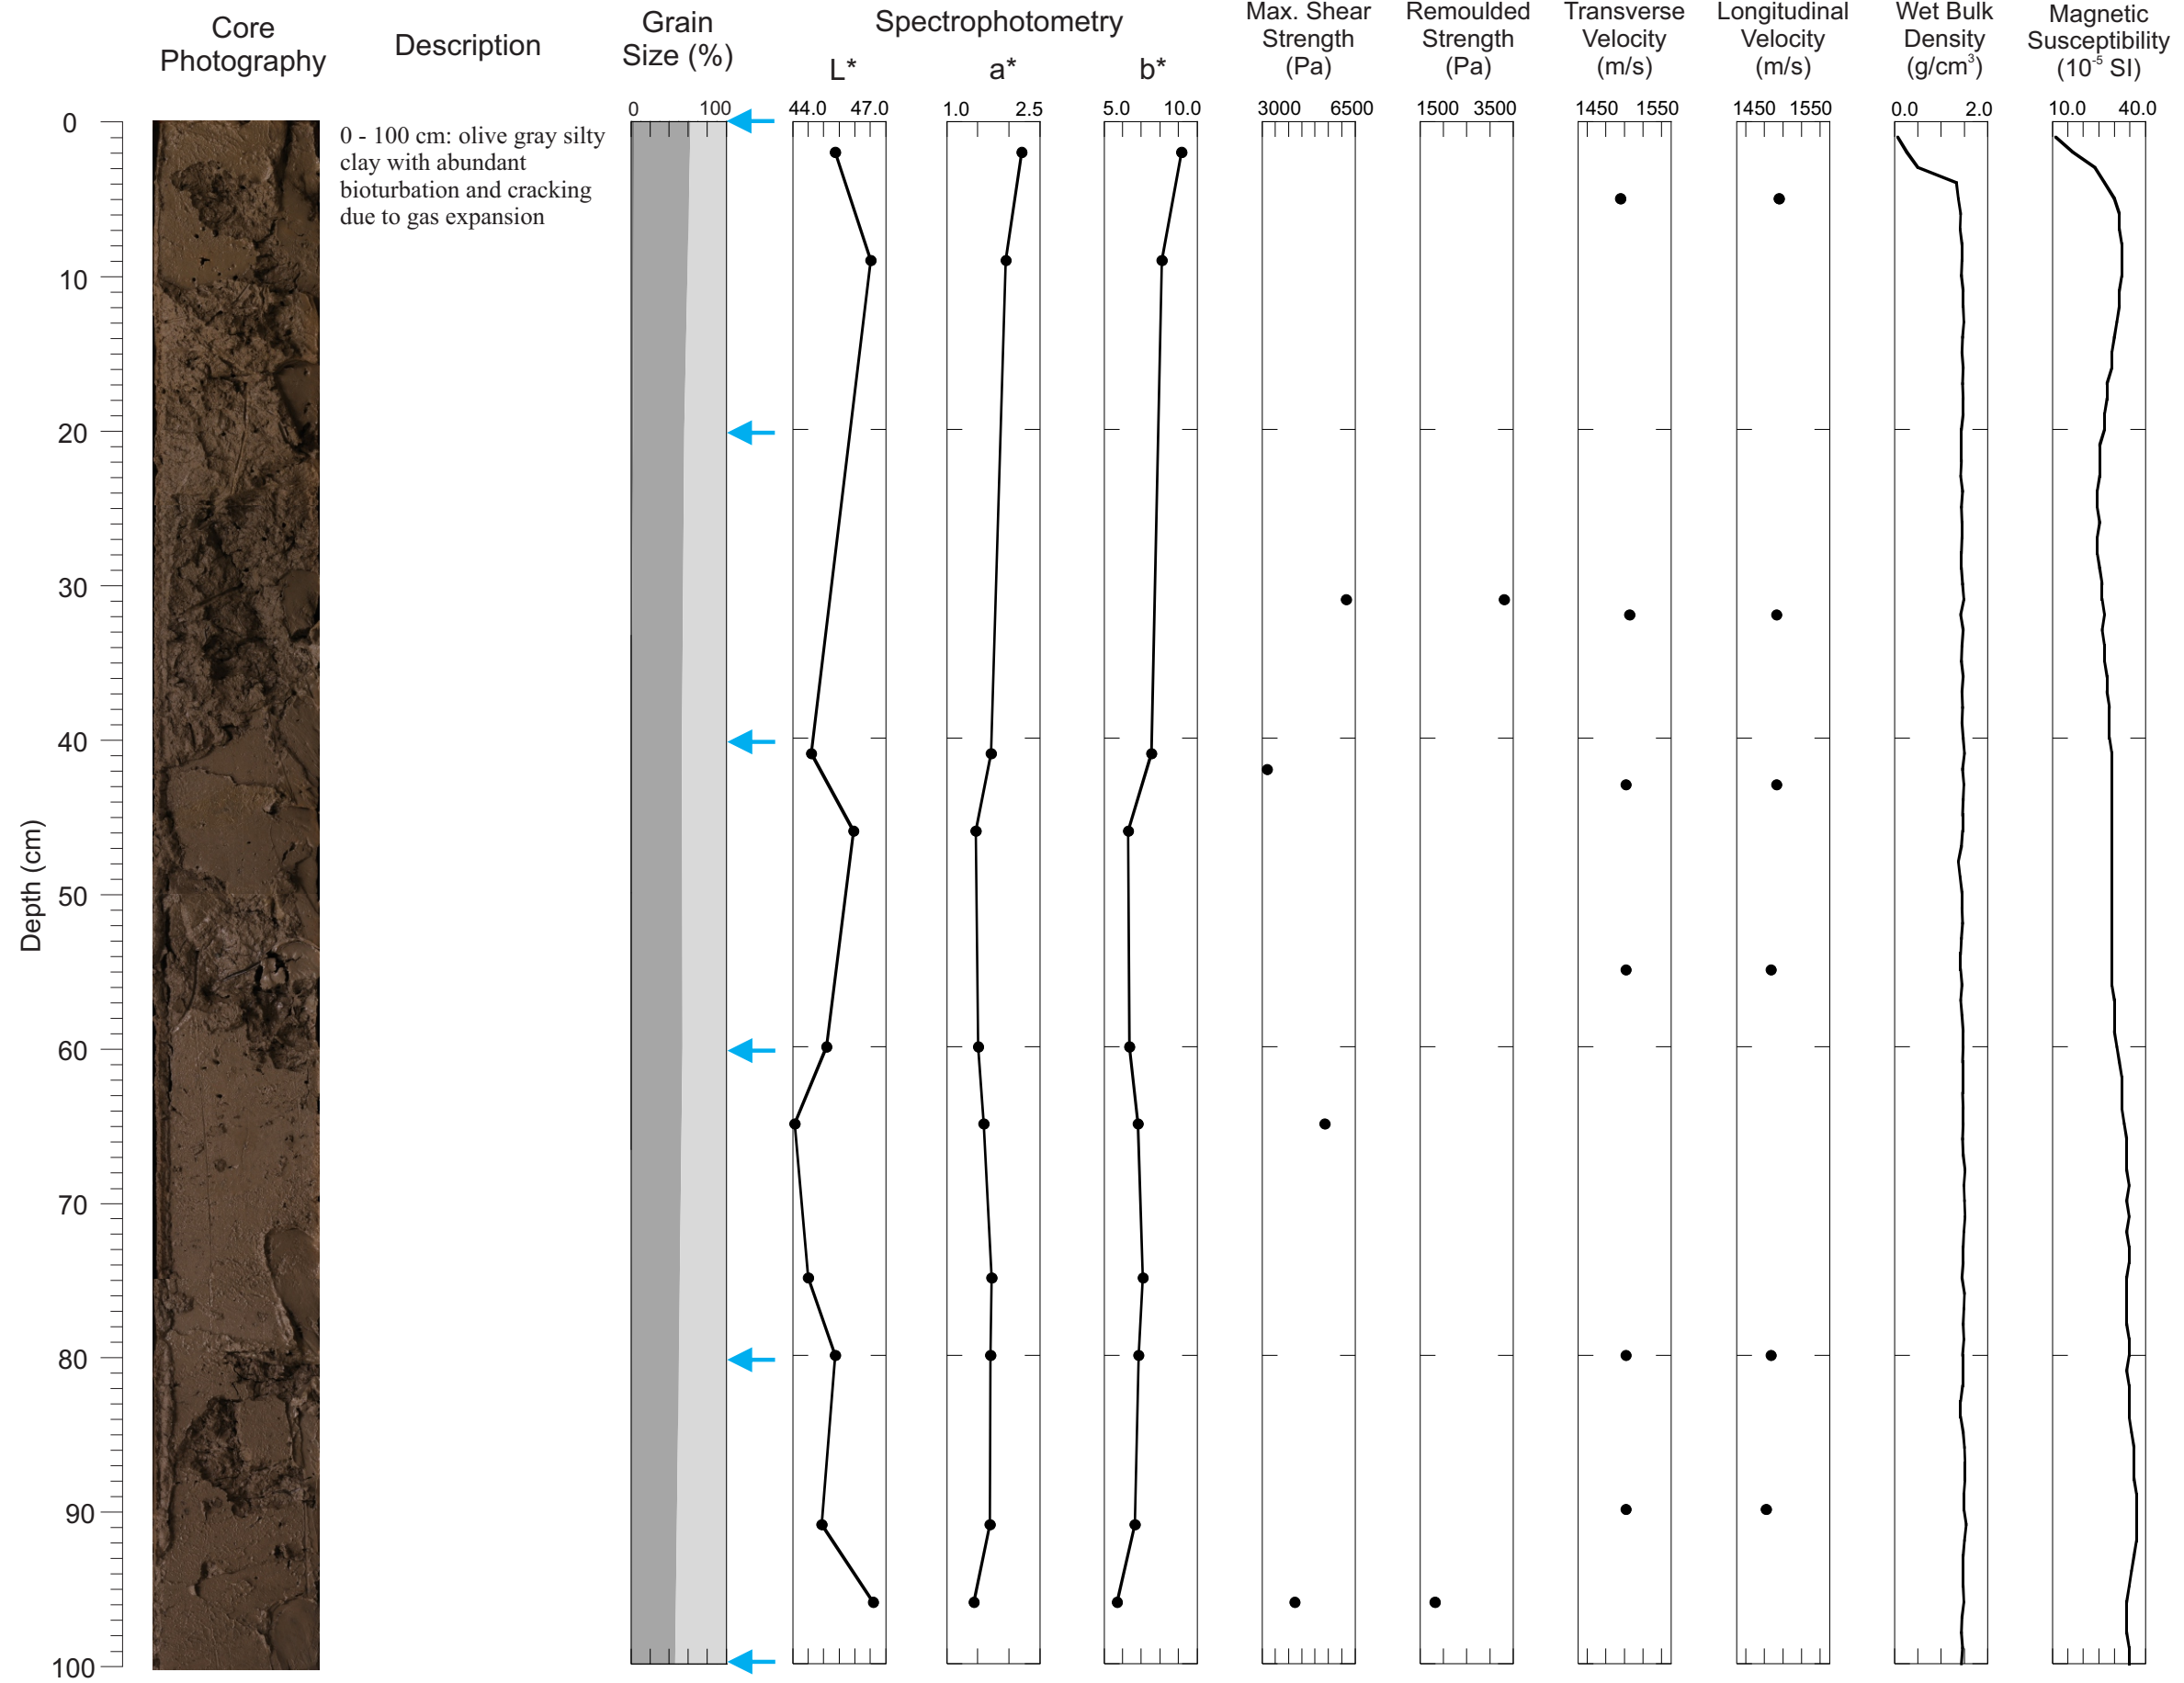 Core
Photography
Description
Grain
Size (%)
Spectrophotometry
L*
a*
b*
Max. Shear
Strength
(Pa)
Remoulded
Strength
(Pa)
Transverse
Velocity
(m/s)
Longitudinal
Velocity
(m/s)
Wet Bulk
Density
(g/cm³)
Magnetic
Susceptibility
(10⁻⁵ SI)
0 100
44.0 47.0
1.0 2.5
5.0 10.0
3000 6500
1500 3500
1450 1550
1450 1550
0.0 2.0
10.0 40.0
0 - 100 cm: olive gray silty
clay with abundant
bioturbation and cracking
due to gas expansion
Depth (cm)
0
10
20
30
40
50
60
70
80
90
100